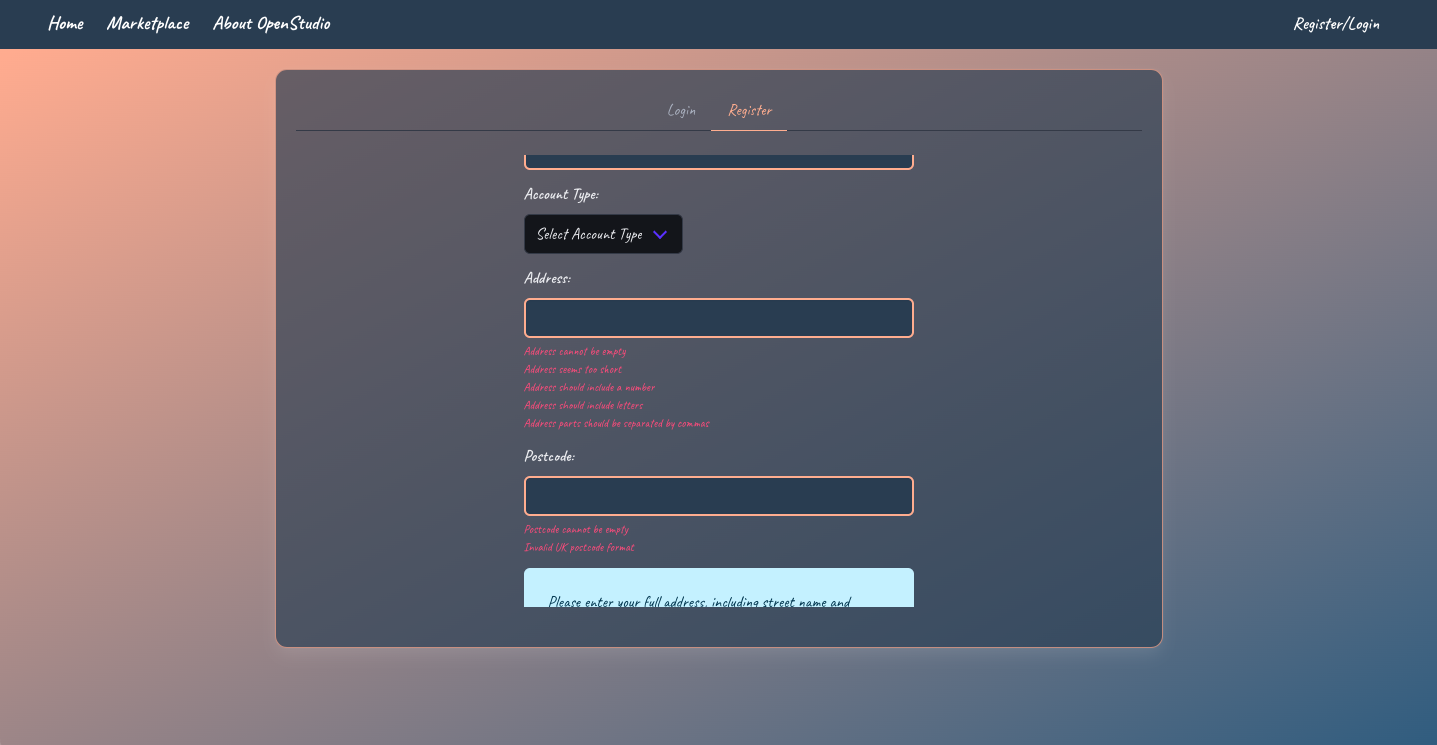 Home Marketplace About OpenStudio Register/Login
Login Register
Account Type:
Select Account Type
Address:
Address cannot be empty
Address seems too short
Address should include a number
Address should include letters
Address parts should be separated by commas
Postcode:
Postcode cannot be empty
Invalid UK postcode format
Please enter your full address, including street name and